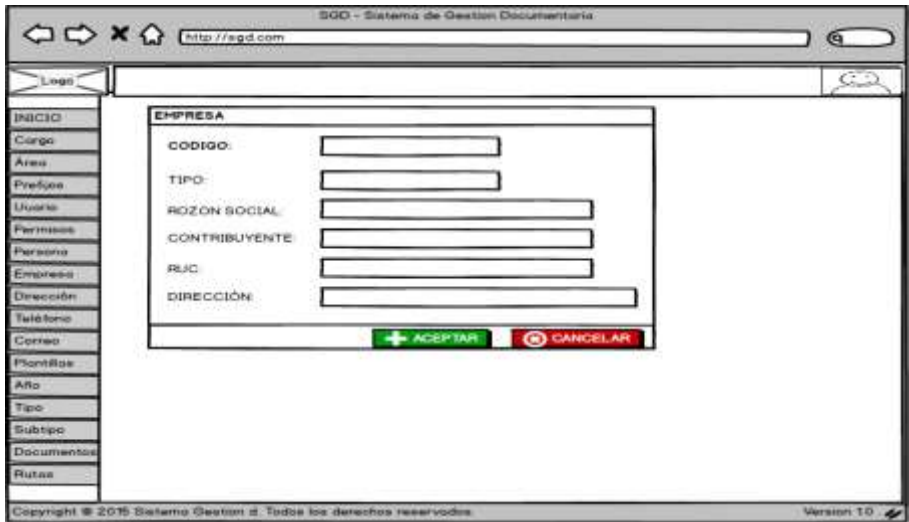 SGD - Sistema de Gestion Documentaria
http://sgd.com
Logo
INICIO
Cargo
Área
Prefijos
Usuario
Permisos
Persona
Empresa
Dirección
Teléfono
Correo
Plantillas
Año
Tipo
Subtipo
Documentos
Rutas
EMPRESA
CODIGO:
TIPO:
ROZON SOCIAL:
CONTRIBUYENTE:
RUC:
DIRECCIÓN:
ACEPTAR
CANCELAR
Copyright © 2015 Sistema Gestion d. Todos los derechos reservados.
Version 1.0